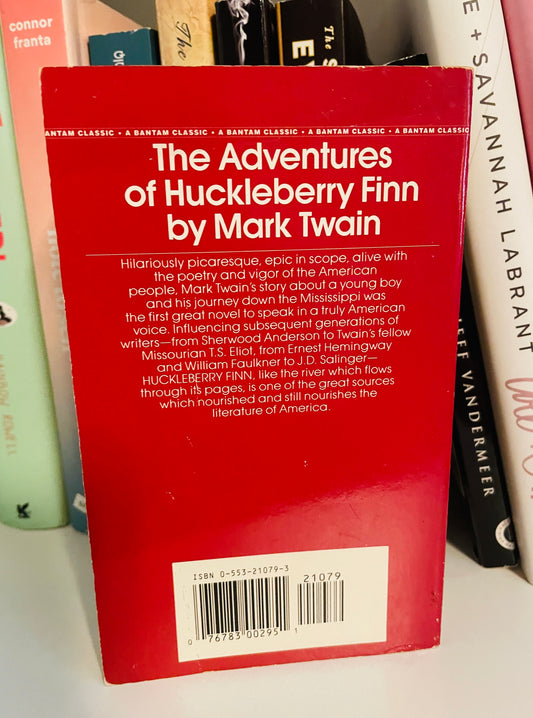 connor
franta
The
The S
E
E + SAVANNAH LABRANT
JEFF VANDERMEER
BANTAM CLASSIC • A BANTAM CLASSIC • A BANTAM CLASSIC • A BANTAM CLASSIC • A BANTAM CLASSIC
The Adventures
of Huckleberry Finn
by Mark Twain
Hilariously picaresque, epic in scope, alive with
the poetry and vigor of the American
people, Mark Twain's story about a young boy
and his journey down the Mississippi was
the first great novel to speak in a truly American
voice. Influencing subsequent generations of
writers—from Sherwood Anderson to Twain's fellow
Missourian T.S. Eliot, from Ernest Hemingway
and William Faulkner to J.D. Salinger—
HUCKLEBERRY FINN, like the river which flows
through its pages, is one of the great sources
which nourished and still nourishes the
literature of America.
ISBN 0-553-21079-3
21079
0 76783 00295 1